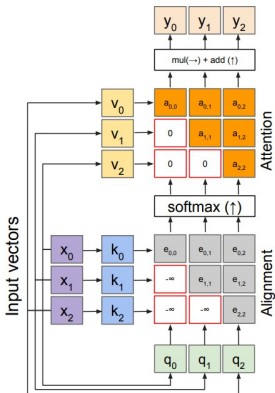 y0 y1 y2
mul(→) + add (↑)
v0 a0,0 a0,1 a0,2
v1 0 a1,1 a1,2
v2 0 0 a2,2
Attention
softmax (↑)
x0 k0 e0,0 e0,1 e0,2
x1 k1 -∞ e1,1 e1,2
x2 k2 -∞ -∞ e2,2
Alignment
Input vectors
q0 q1 q2